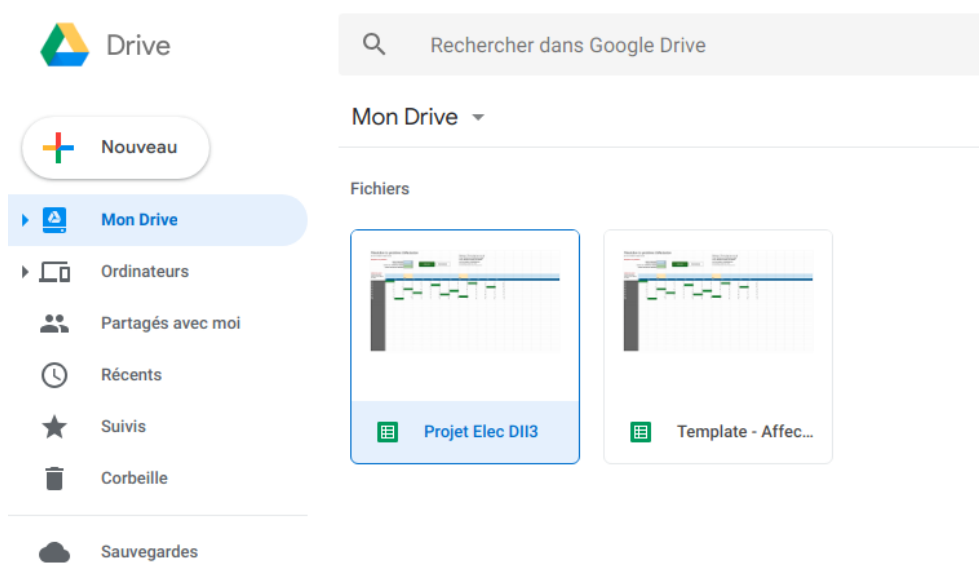 Drive
Rechercher dans Google Drive
Mon Drive
Nouveau
Fichiers
Mon Drive
Ordinateurs
Partagés avec moi
Récents
Suivis
Corbeille
Sauvegardes
Projet Elec DII3
Template - Affec...